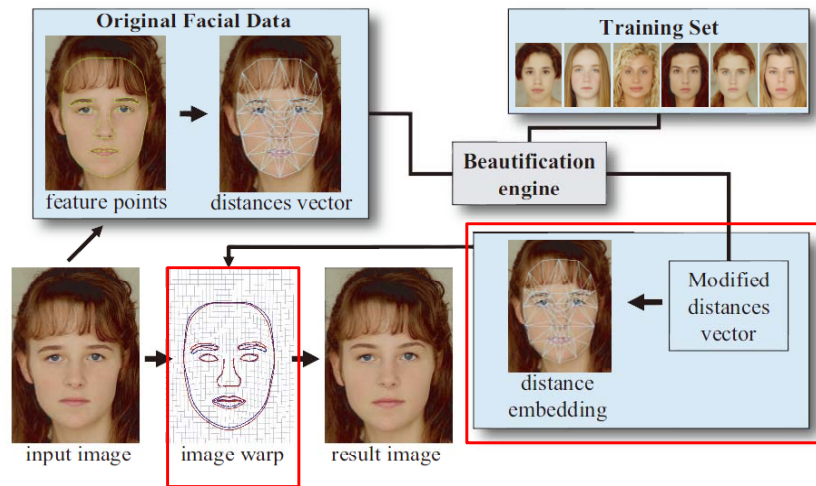 Original Facial Data
feature points
distances vector
Training Set
Beautification
engine
Modified
distances
vector
distance
embedding
input image
image warp
result image